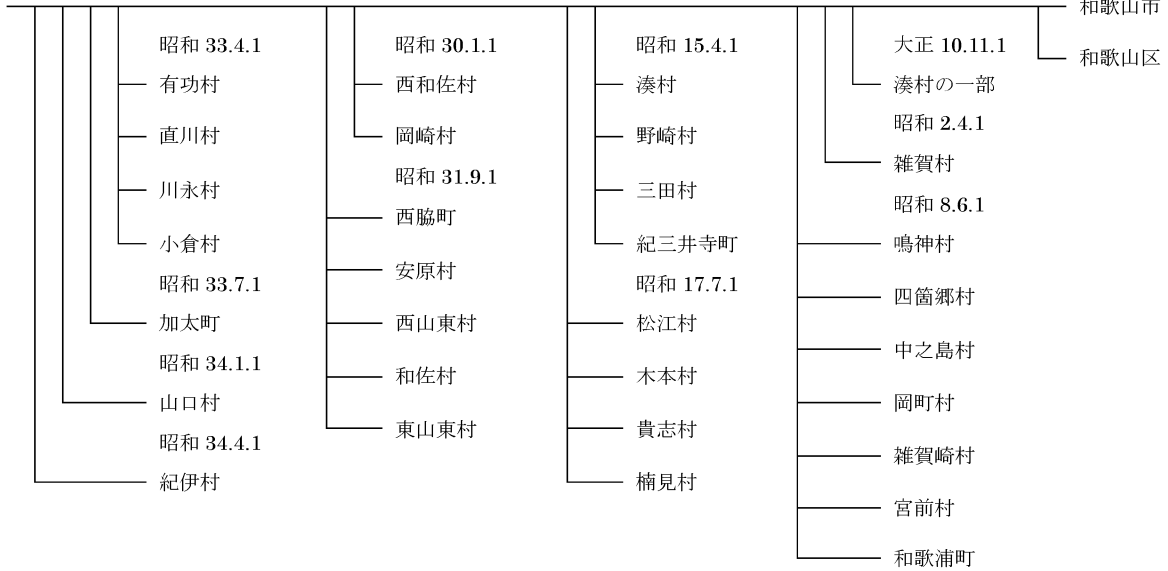 和歌山市
和歌山区
大正 10.11.1
湊村の一部
昭和 2.4.1
雑賀村
昭和 8.6.1
鳴神村
四箇郷村
中之島村
岡町村
雑賀崎村
宮前村
和歌浦町
昭和 15.4.1
湊村
野崎村
三田村
紀三井寺町
昭和 17.7.1
松江村
木本村
貴志村
楠見村
昭和 30.1.1
西和佐村
岡崎村
昭和 31.9.1
西脇町
安原村
西山東村
和佐村
東山東村
昭和 33.4.1
有功村
直川村
川永村
小倉村
昭和 33.7.1
加太町
昭和 34.1.1
山口村
昭和 34.4.1
紀伊村